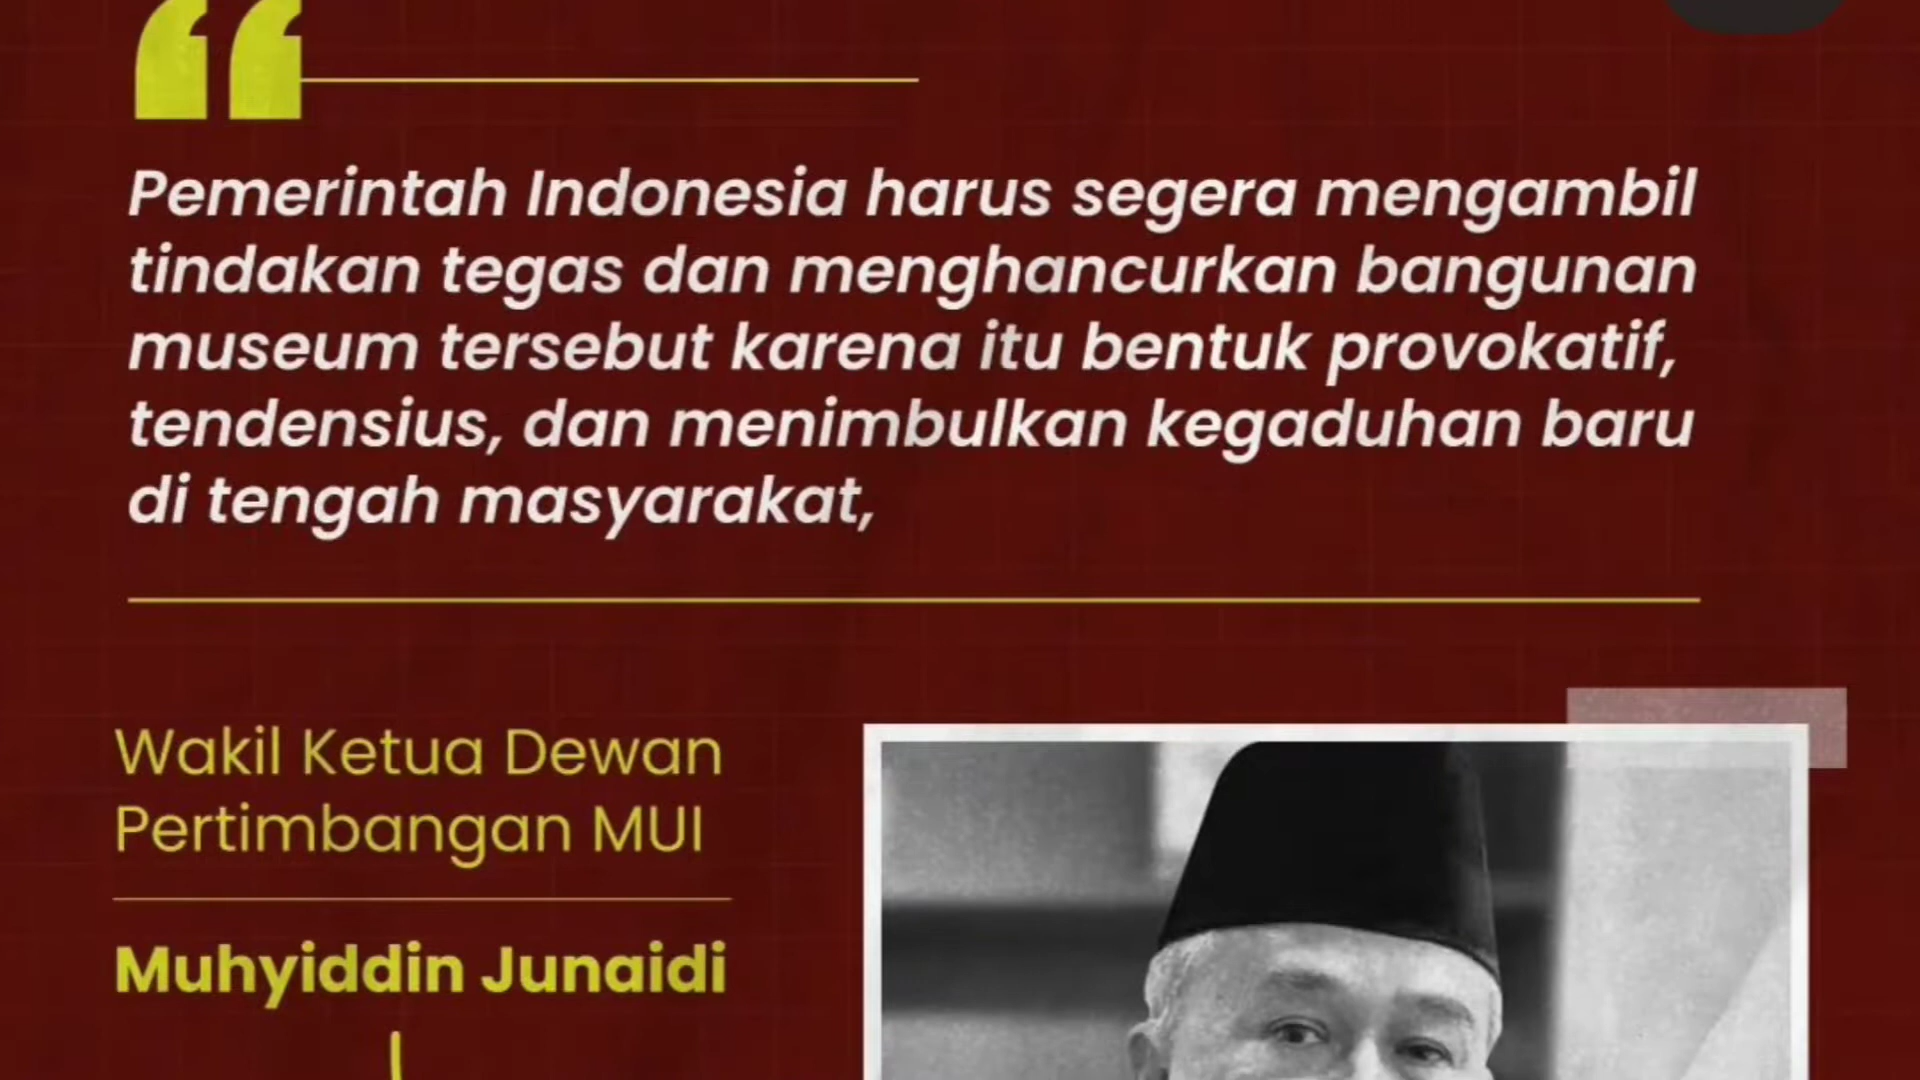 Pemerintah Indonesia harus segera mengambil
tindakan tegas dan menghancurkan bangunan
museum tersebut karena itu bentuk provokatif,
tendensius, dan menimbulkan kegaduhan baru
di tengah masyarakat,
Wakil Ketua Dewan
Pertimbangan MUI
Muhyiddin Junaidi